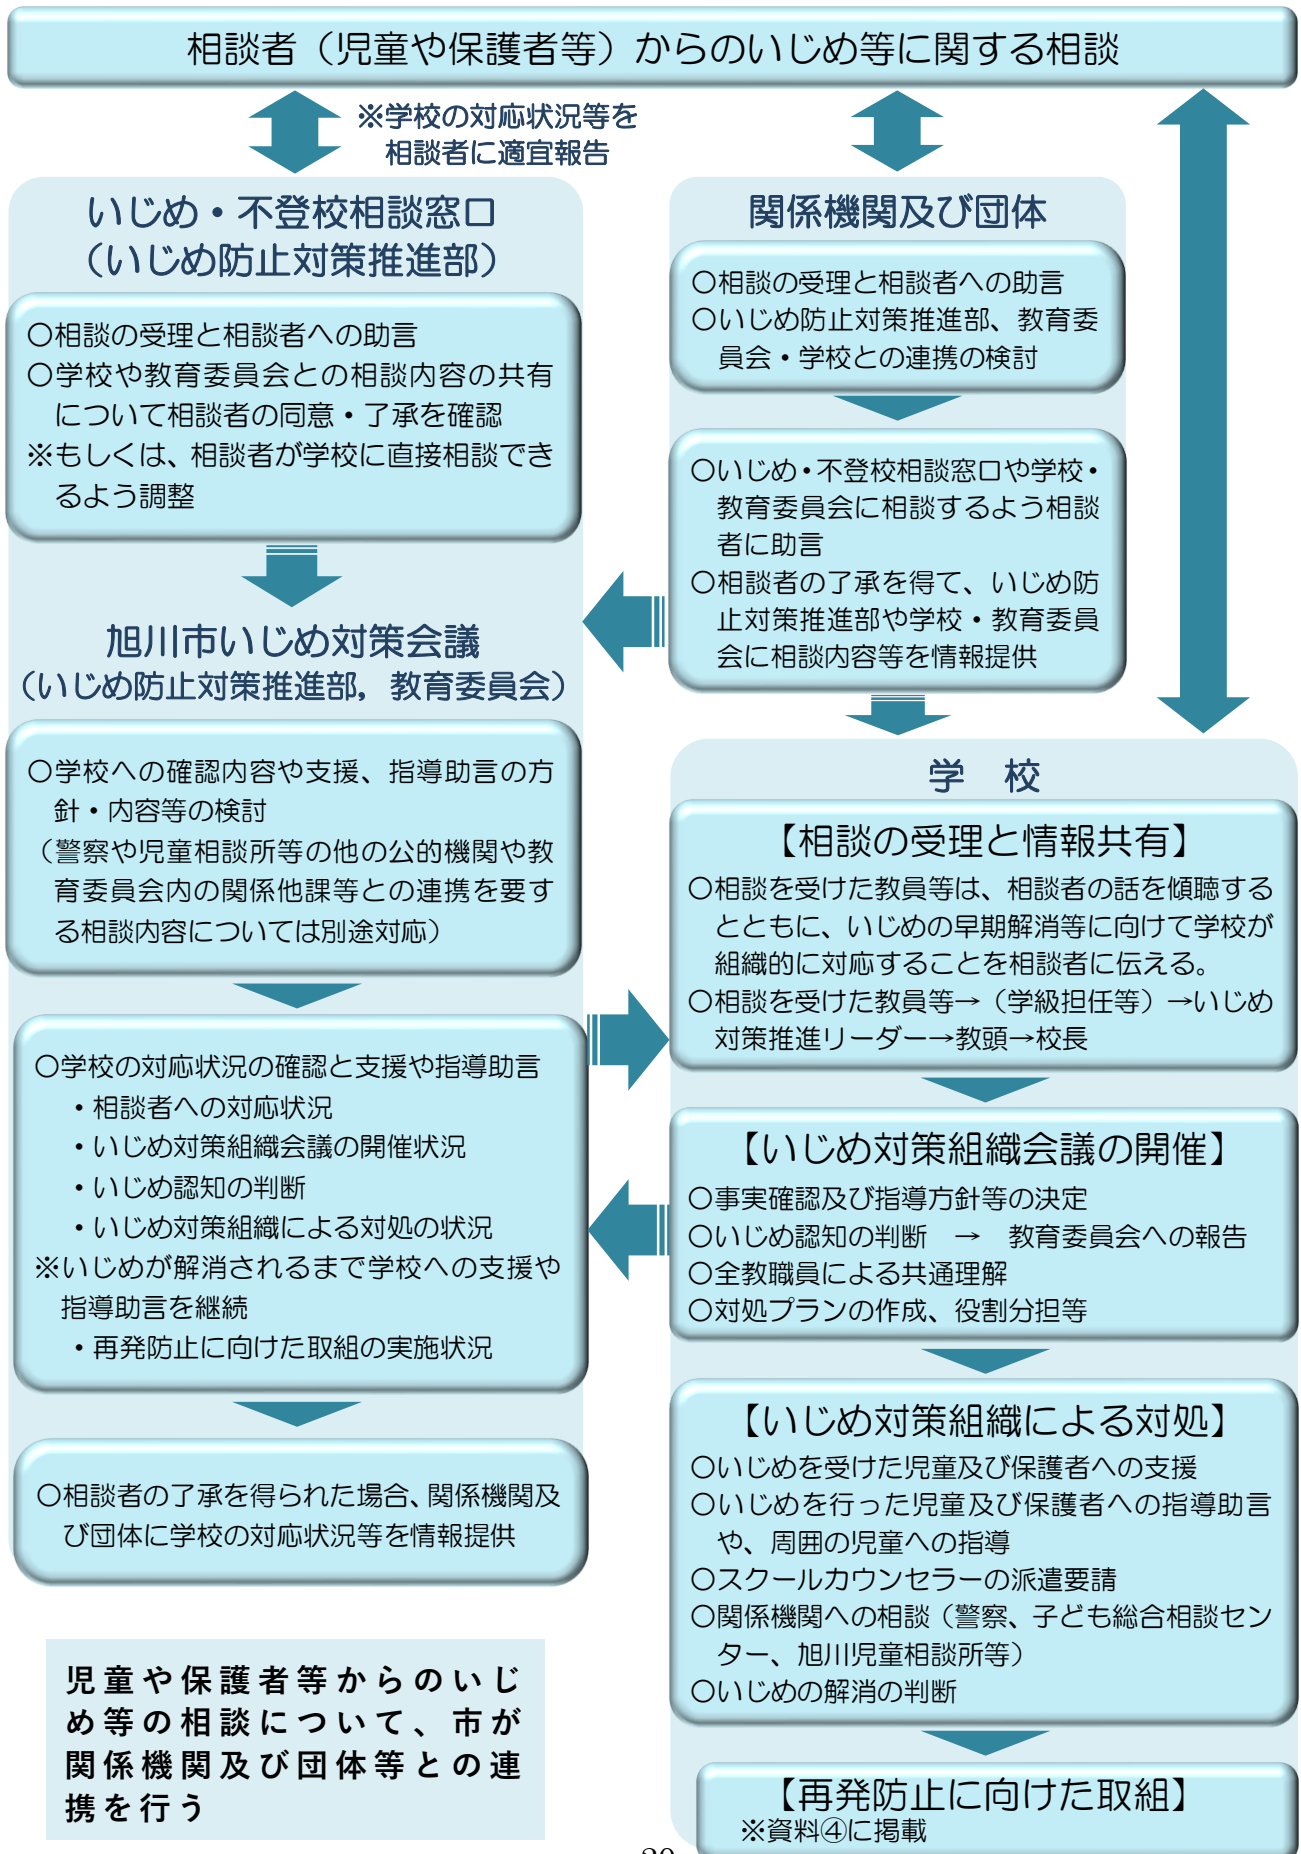 相談者（児童や保護者等）からのいじめ等に関する相談
※学校の対応状況等を
相談者に適宜報告
いじめ・不登校相談窓口
（いじめ防止対策推進部）
〇相談の受理と相談者への助言
〇学校や教育委員会との相談内容の共有
について相談者の同意・了承を確認
※もしくは、相談者が学校に直接相談でき
るよう調整
旭川市いじめ対策会議
（いじめ防止対策推進部，教育委員会）
〇学校への確認内容や支援、指導助言の方
針・内容等の検討
（警察や児童相談所等の他の公的機関や教
育委員会内の関係他課等との連携を要す
る相談内容については別途対応）
〇学校の対応状況の確認と支援や指導助言
・相談者への対応状況
・いじめ対策組織会議の開催状況
・いじめ認知の判断
・いじめ対策組織による対処の状況
※いじめが解消されるまで学校への支援や
指導助言を継続
・再発防止に向けた取組の実施状況
〇相談者の了承を得られた場合、関係機関及
び団体に学校の対応状況等を情報提供
児童や保護者等からのいじ
め等の相談について、市が
関係機関及び団体等との連
携を行う
関係機関及び団体
〇相談の受理と相談者への助言
〇いじめ防止対策推進部、教育委
員会・学校との連携の検討
〇いじめ・不登校相談窓口や学校・
教育委員会に相談するよう相談
者に助言
〇相談者の了承を得て、いじめ防
止対策推進部や学校・教育委員
会に相談内容等を情報提供
学　校
【相談の受理と情報共有】
〇相談を受けた教員等は、相談者の話を傾聴する
とともに、いじめの早期解消等に向けて学校が
組織的に対応することを相談者に伝える。
〇相談を受けた教員等→（学級担任等）→いじめ
対策推進リーダー→教頭→校長
【いじめ対策組織会議の開催】
〇事実確認及び指導方針等の決定
〇いじめ認知の判断　→　教育委員会への報告
〇全教職員による共通理解
〇対処プランの作成、役割分担等
【いじめ対策組織による対処】
〇いじめを受けた児童及び保護者への支援
〇いじめを行った児童及び保護者への指導助言
や、周囲の児童への指導
〇スクールカウンセラーの派遣要請
〇関係機関への相談（警察、子ども総合相談セン
ター、旭川児童相談所等）
〇いじめの解消の判断
【再発防止に向けた取組】
※資料④に掲載